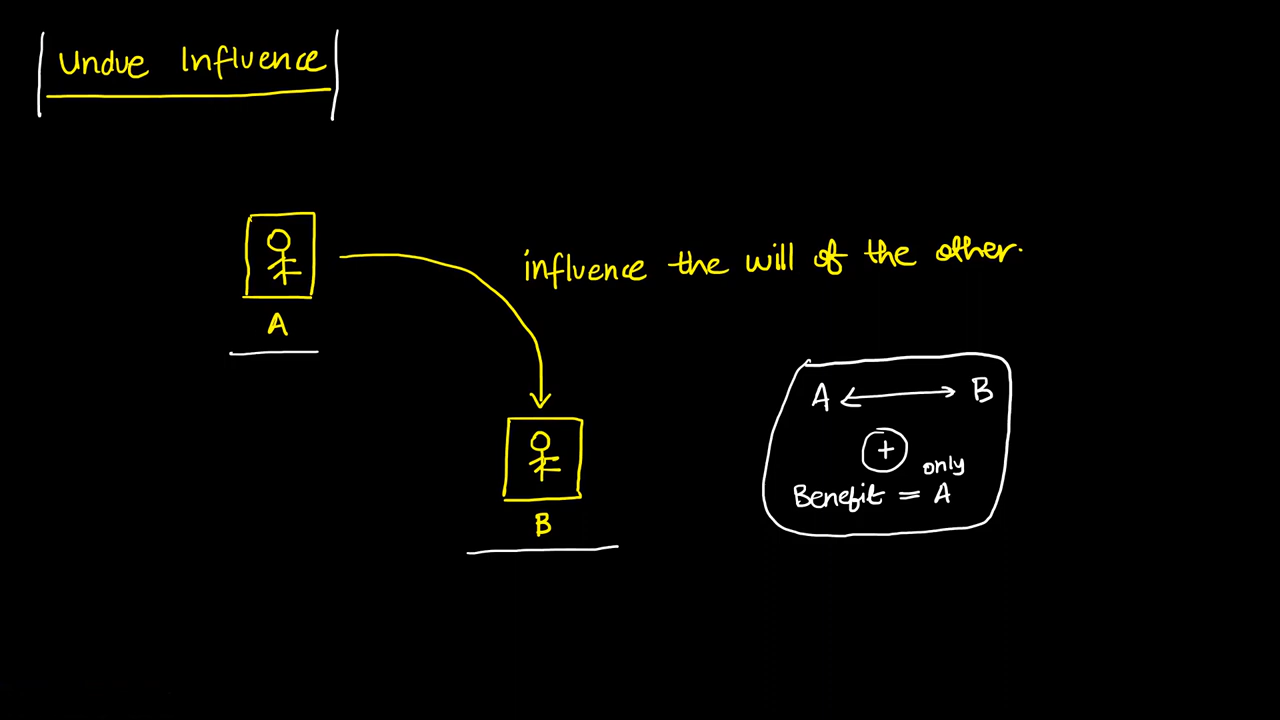 Undue Influence
influence the will of the other.
A
A ↔ B
+
only
Benefit = A
B